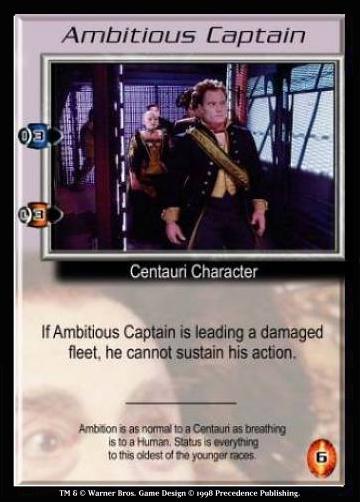 Ambitious Captain
3
3
Centauri Character
If Ambitious Captain is leading a damaged
fleet, he cannot sustain his action.
Ambition is as normal to a Centauri as breathing
is to a Human. Status is everything
to this oldest of the younger races.
6
TM & © Warner Bros. Game Design © 1998 Precedence Publishing.